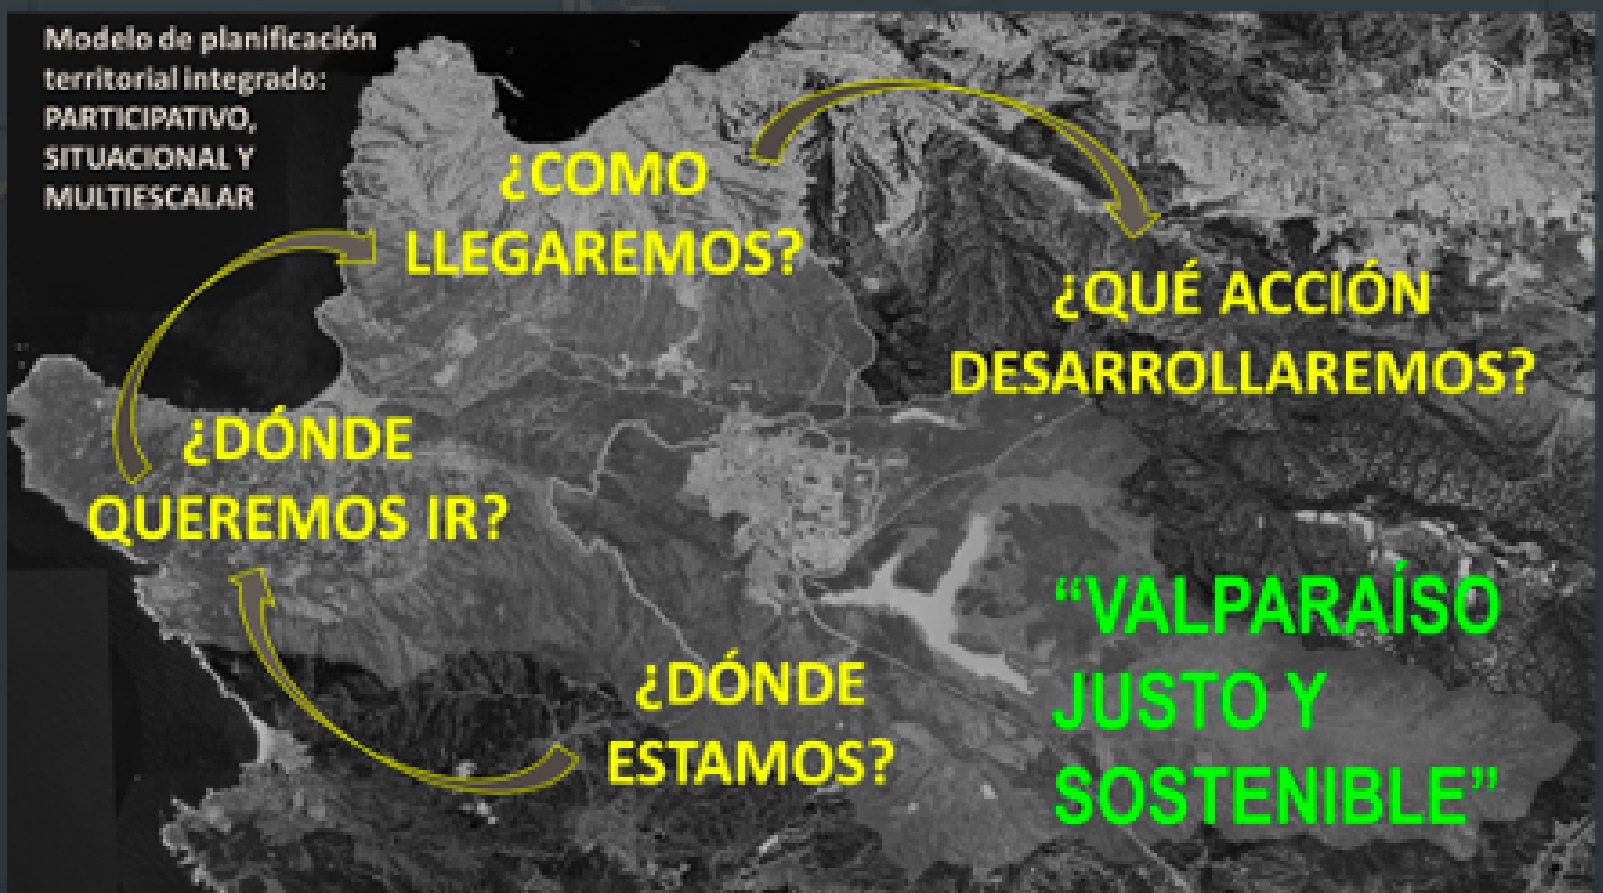 Modelo de planificación
territorial integrado:
PARTICIPATIVO,
SITUACIONAL Y
MULTIESCALAR
¿COMO
LLEGAREMOS?
¿QUÉ ACCIÓN
DESARROLLAREMOS?
¿DÓNDE
QUEREMOS IR?
¿DÓNDE
ESTAMOS?
“VALPARAÍSO
JUSTO Y
SOSTENIBLE”